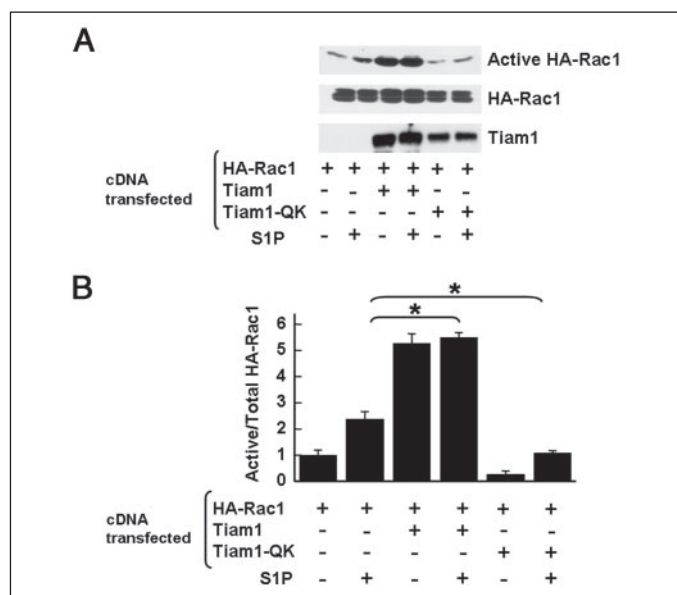 A
Active HA-Rac1
HA-Rac1
Tiam1
cDNA
transfected
HA-Rac1 + + + + + +
Tiam1 - - + + - -
Tiam1-QK - - - - + +
S1P - + - + - +
B
* *
Active/Total HA-Rac1
6
5
4
3
2
1
0
cDNA
transfected
HA-Rac1 + + + + + +
Tiam1 - - + + - -
Tiam1-QK - - - - + +
S1P - + - + - +